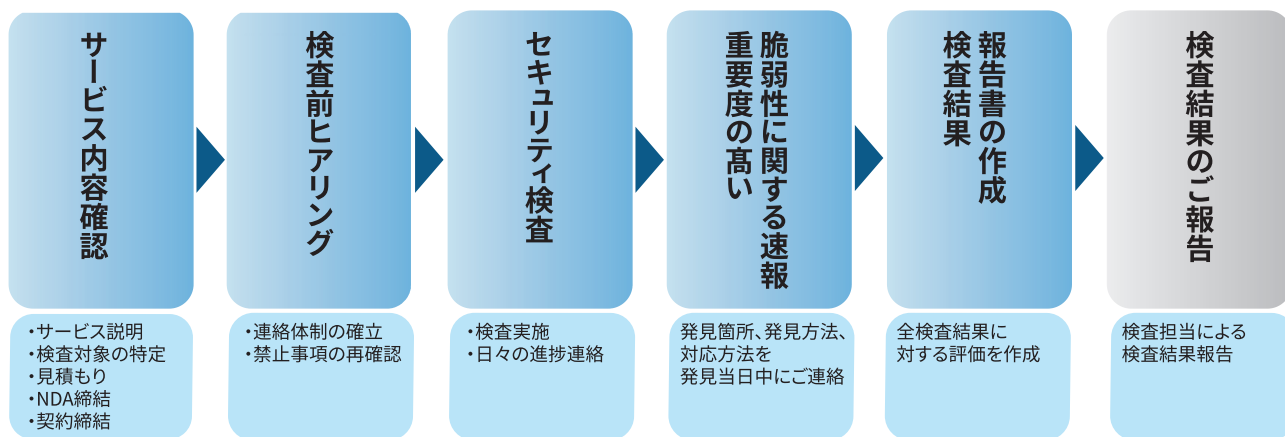 サービス内容確認
・サービス説明
・検査対象の特定
・見積もり
・NDA締結
・契約締結
検査前ヒアリング
・連絡体制の確立
・禁止事項の再確認
セキュリティ検査
・検査実施
・日々の進捗連絡
脆弱性に関する速報
重要度の髙い
発見箇所、発見方法、
対応方法を
発見当日中にご連絡
報告書の作成
検査結果
全検査結果に
対する評価を作成
検査結果のご報告
検査担当による
検査結果報告